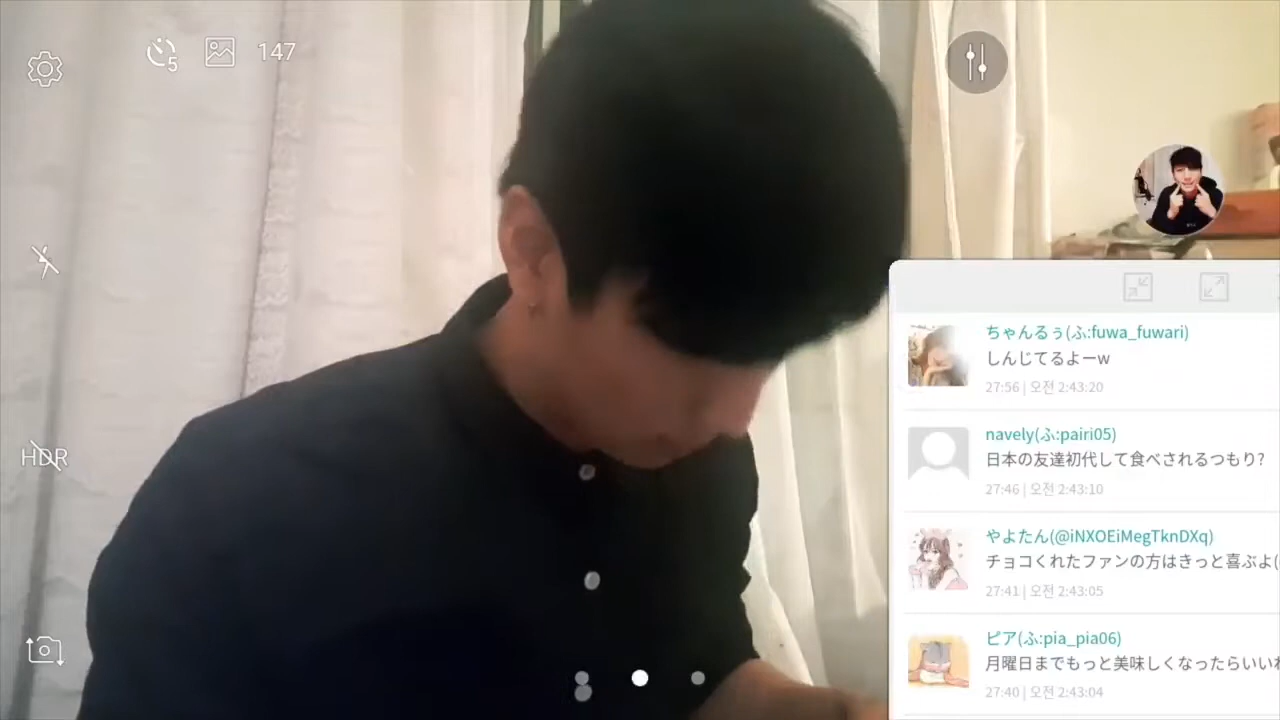 5
147
HDR
ちゃんるぅ(ふ:fuwa_fuwari)
しんじてるよーw
27:56 | 오전 2:43:20
navely(ふ:pairi05)
日本の友達初代して食べされるつもり?
27:46 | 오전 2:43:10
やよたん(@iNXOEiMegTknDXq)
チョコくれたファンの方はきっと喜ぶよ(
27:41 | 오전 2:43:05
ピア(ふ:pia_pia06)
月曜日までもっと美味しくなったらいい
27:40 | 오전 2:43:04